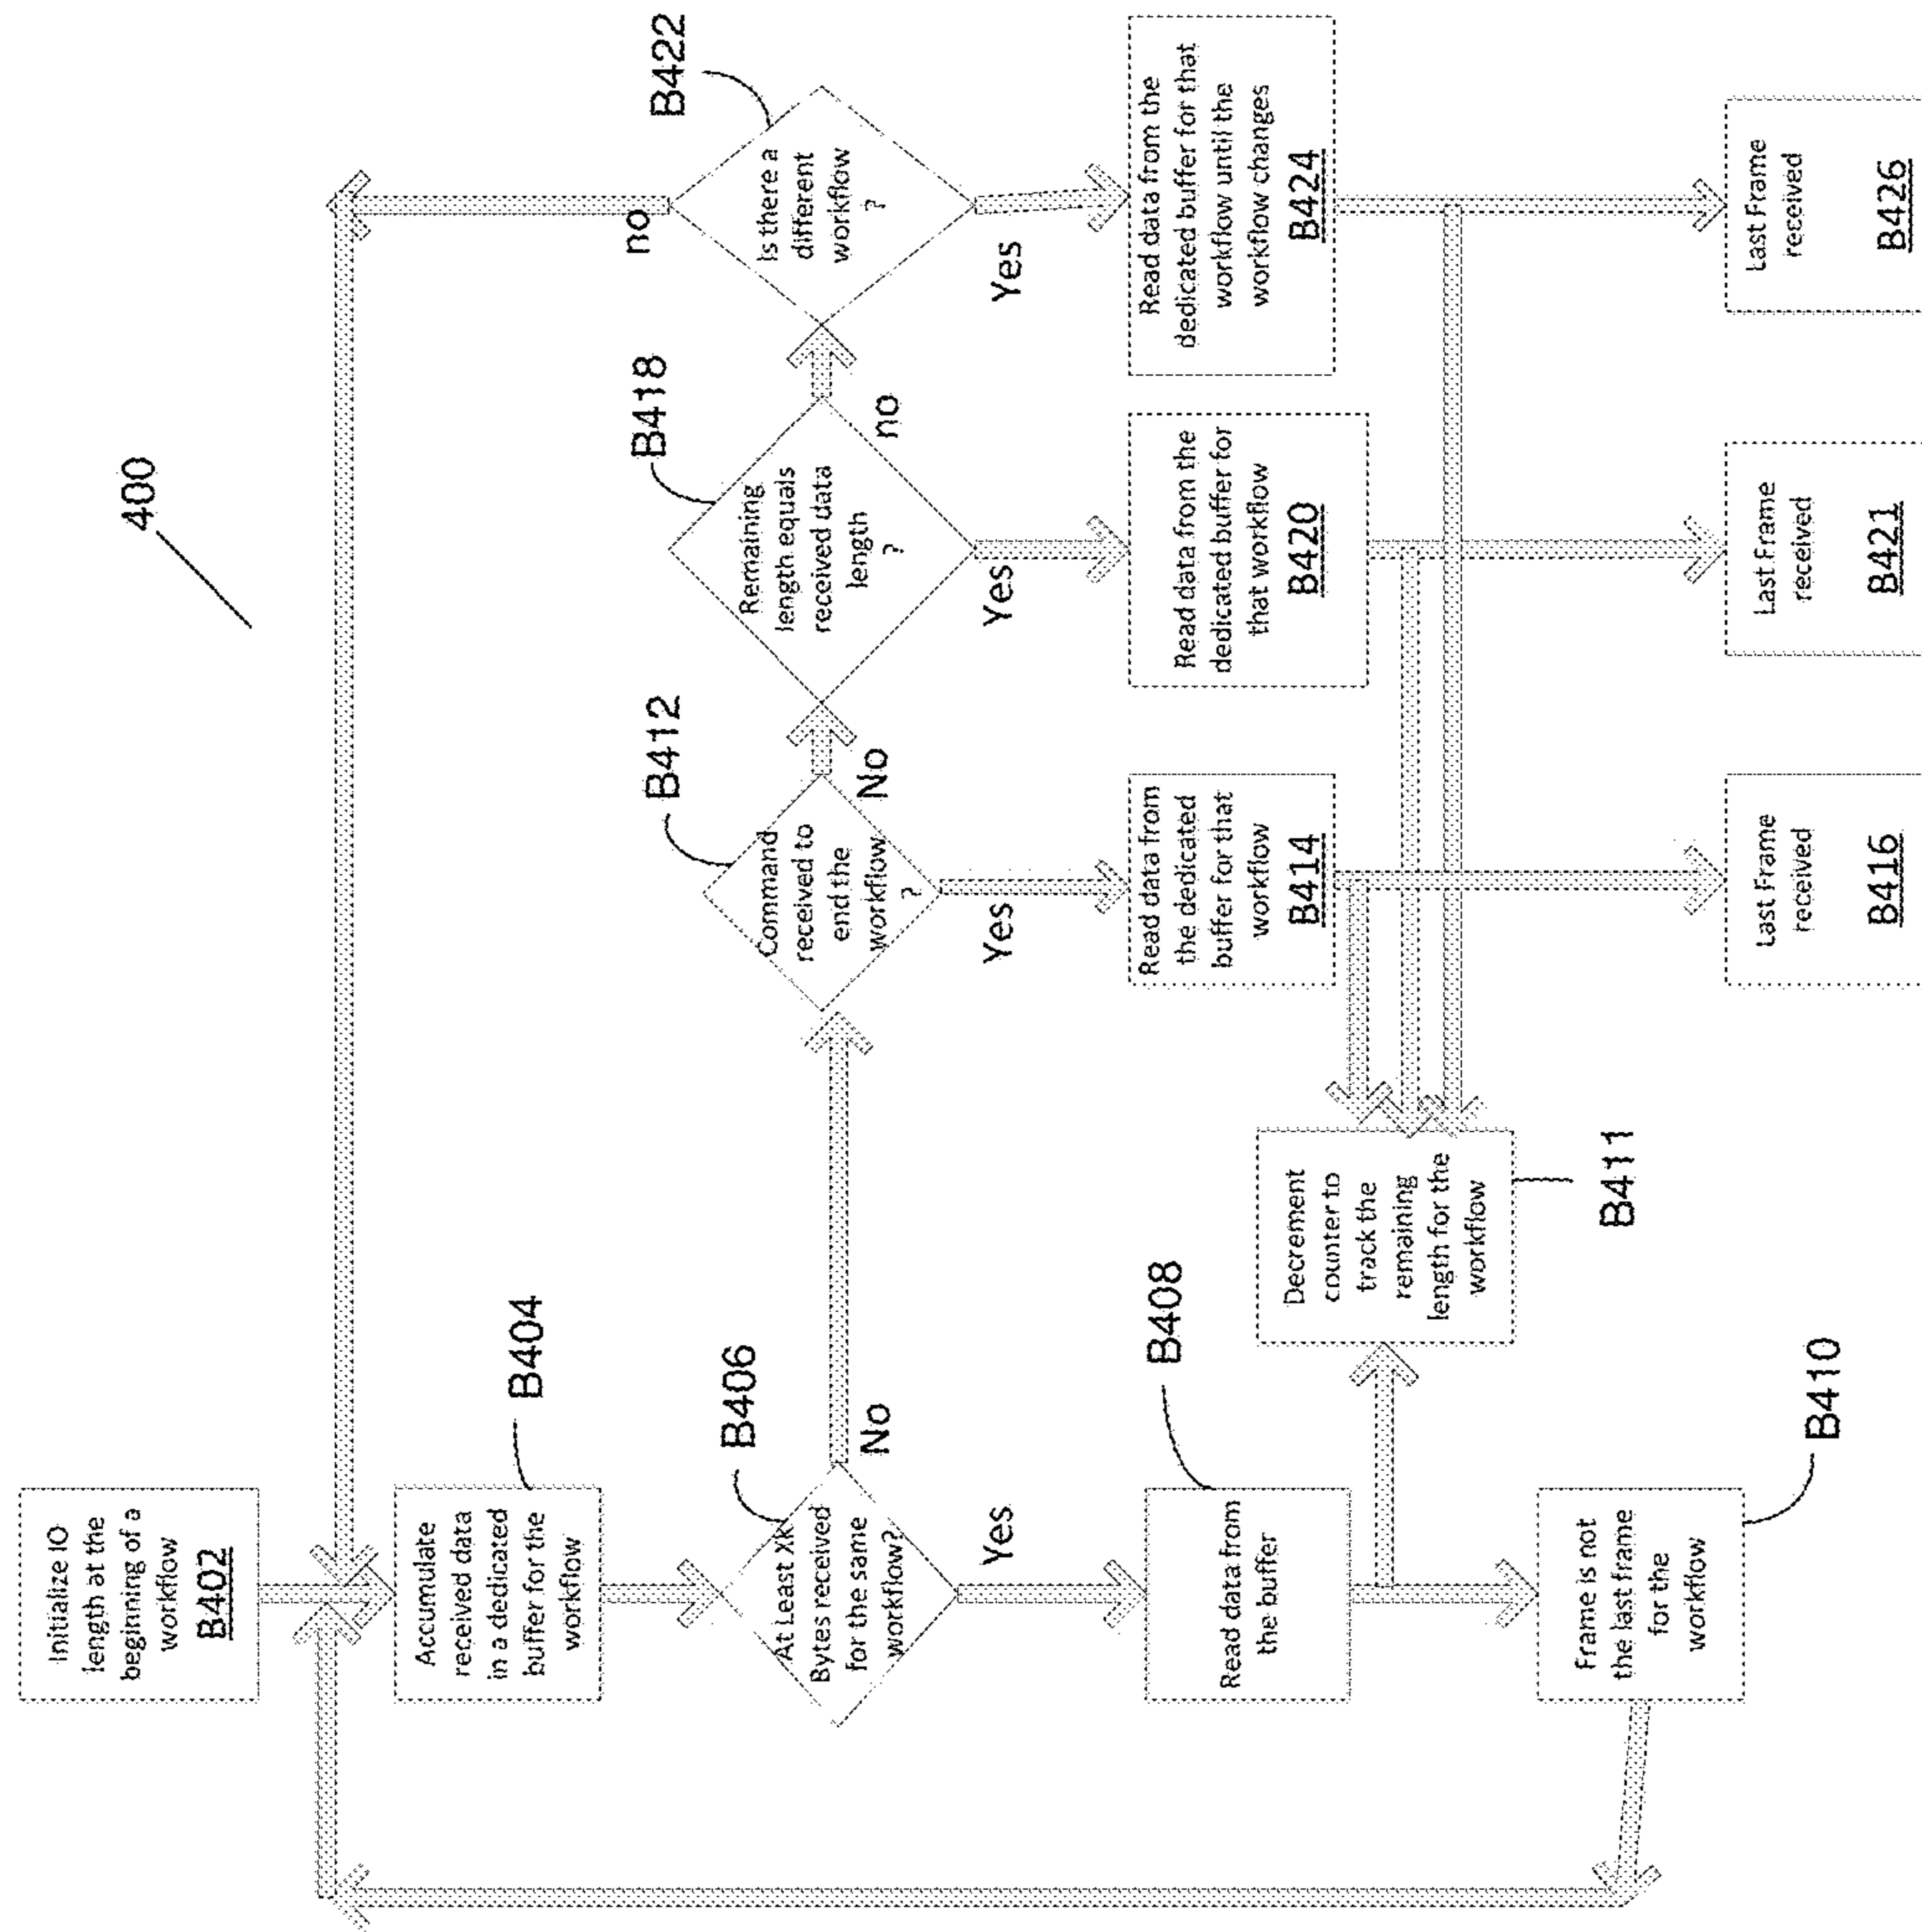 400
Initialize IO
length at the
beginning of a
workflow
B402
Accumulate
received data
in a dedicated
buffer for the
workflow
B404
At Least XK
Bytes received
for the same
workflow?
B406
No
Yes
Read data from
the buffer
B408
Frame is not
the last frame
for the
workflow
B410
Decrement
counter to
track the
remaining
length for the
workflow
B411
Command
received to
end the
workflow
?
B412
No
Yes
Read data from
the dedicated
buffer for that
workflow
B414
Last Frame
received
B416
Remaining
length equals
received data
length
?
B418
no
Yes
Read data from the
dedicated buffer for
that workflow
B420
Last Frame
received
B421
Is there a
different
workflow
?
B422
no
Yes
Read data from the
dedicated buffer for that
workflow until the
workflow changes
B424
Last Frame
received
B426